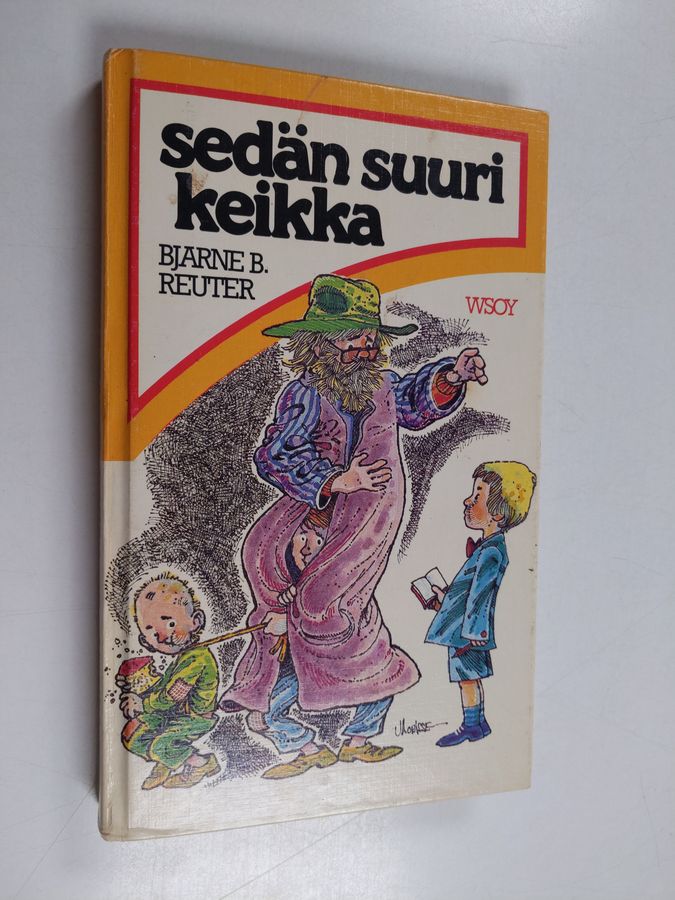 sedän suuri
keikka
BJARNE B.
REUTER
WSOY